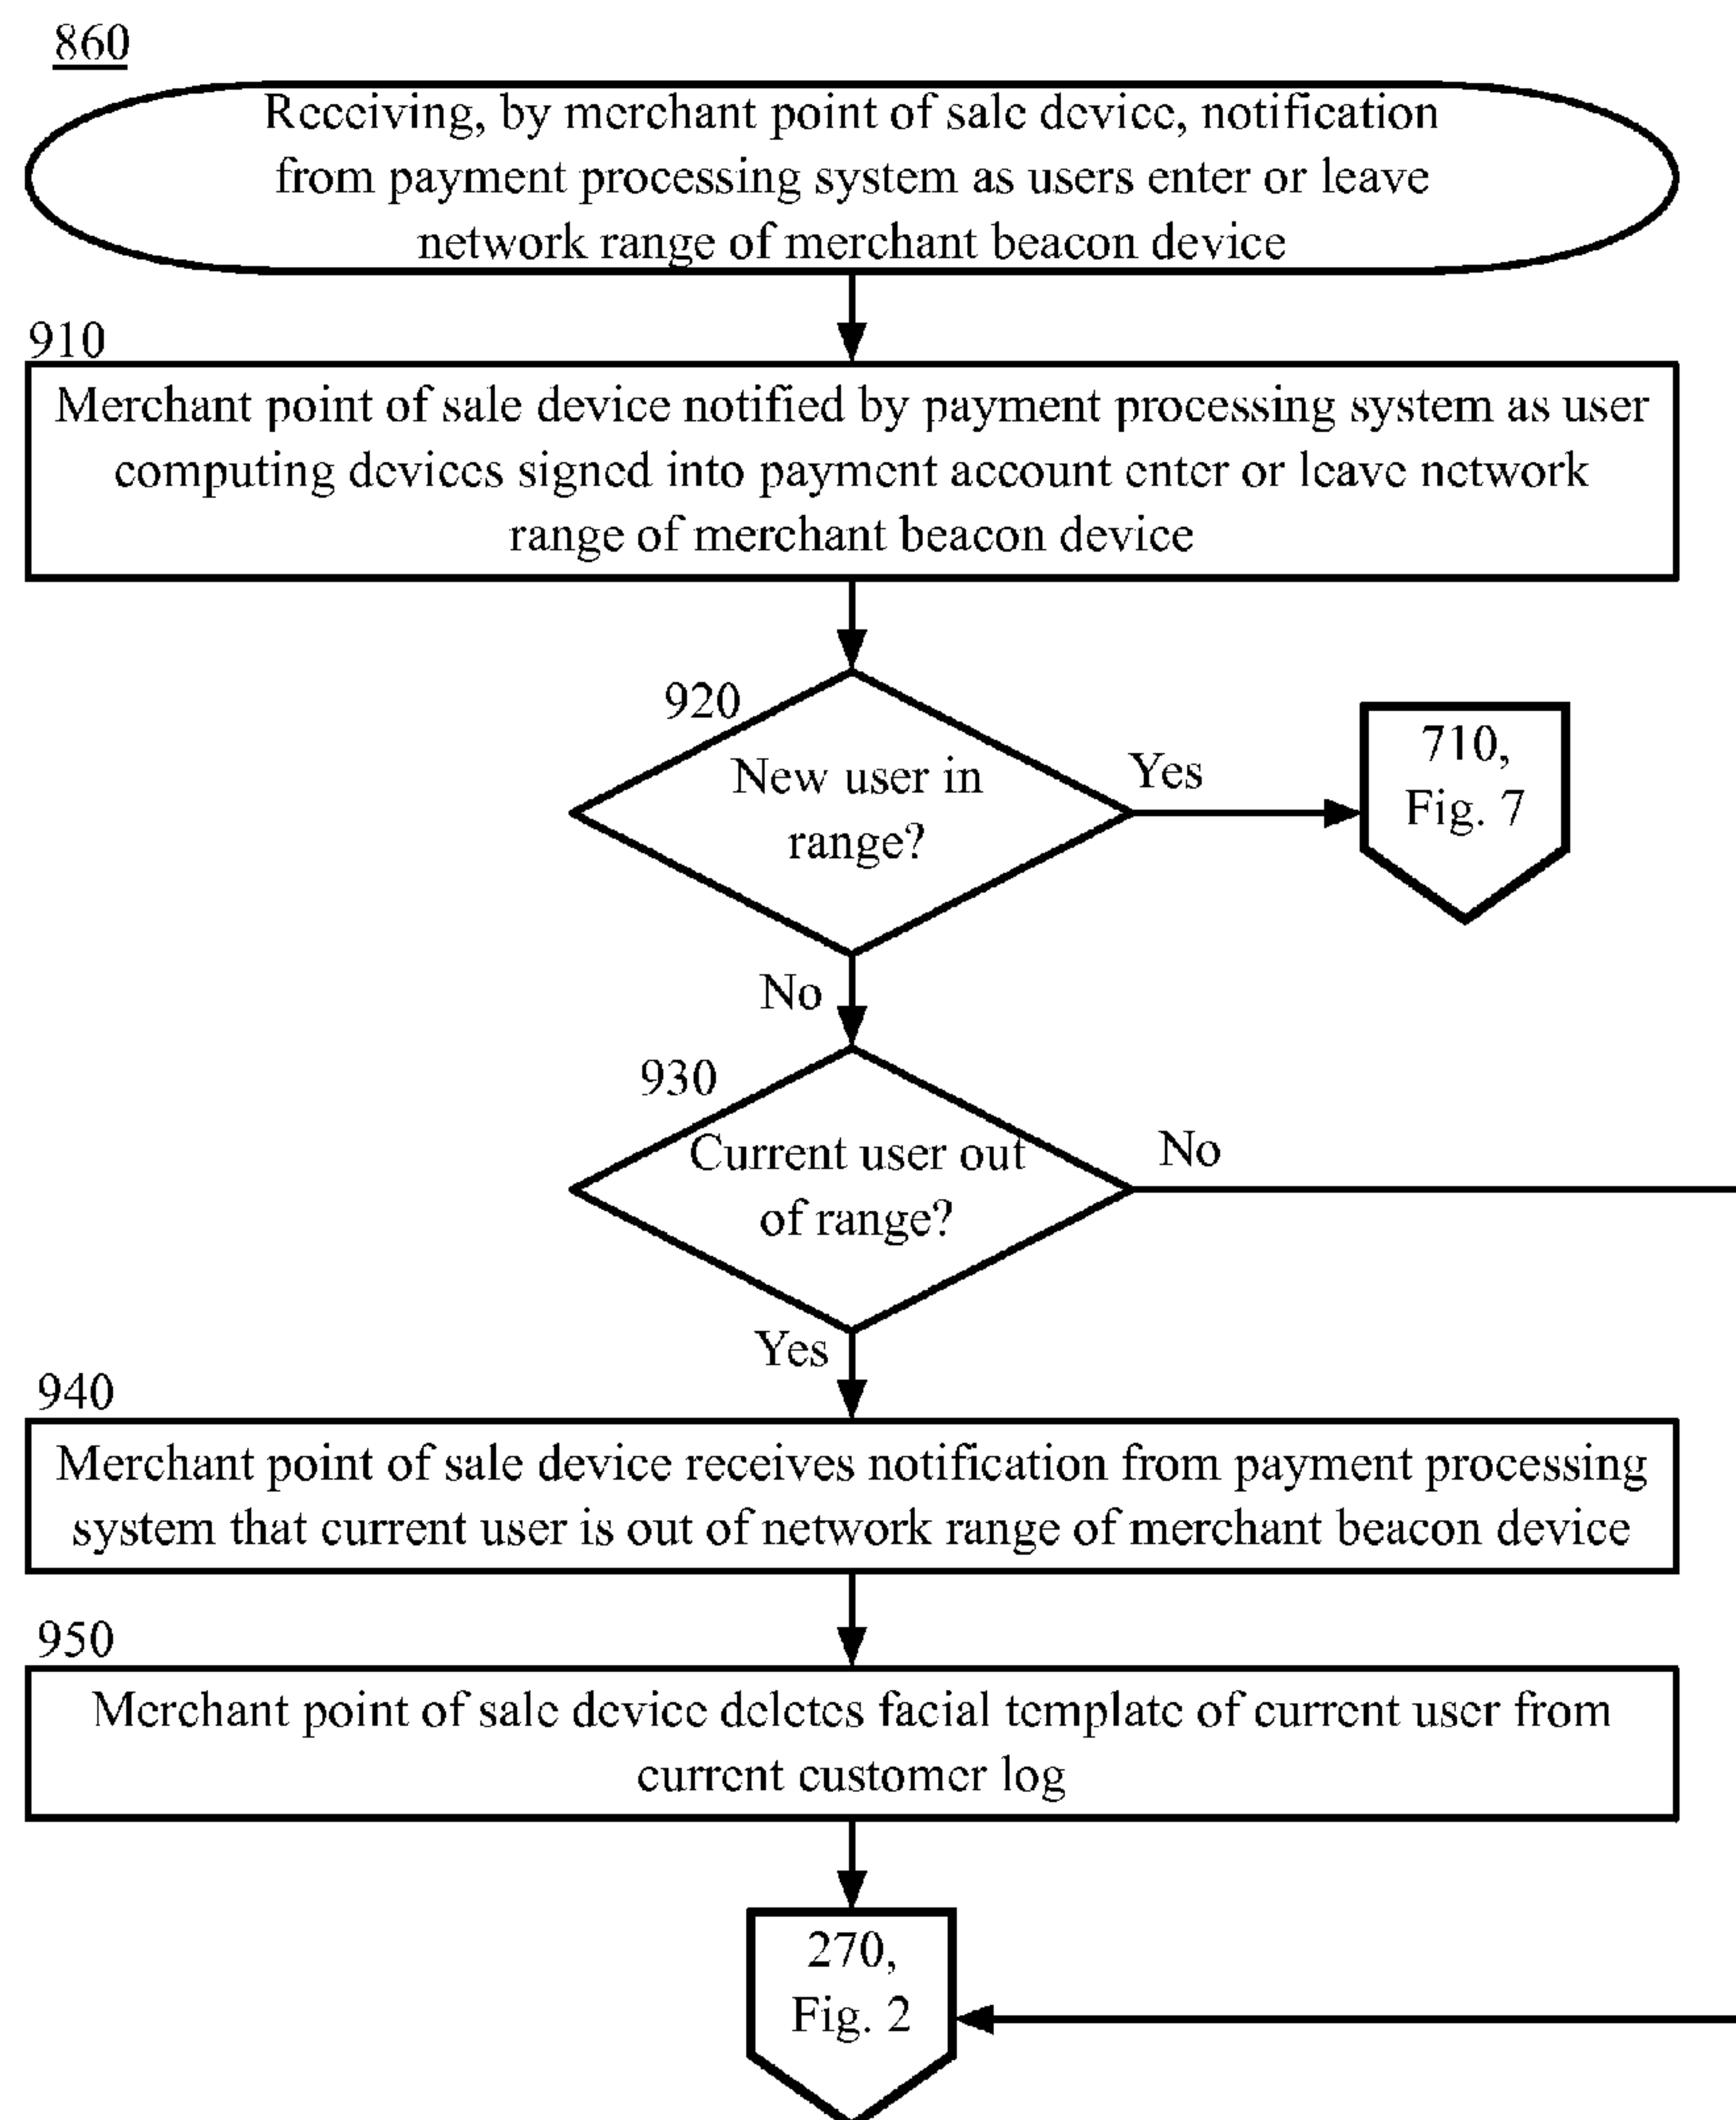 860
Receiving, by merchant point of sale device, notification
from payment processing system as users enter or leave
network range of merchant beacon device
910
Merchant point of sale device notified by payment processing system as user
computing devices signed into payment account enter or leave network
range of merchant beacon device
920
New user in
range?
Yes
710,
Fig. 7
No
930
Current user out
of range?
No
Yes
940
Merchant point of sale device receives notification from payment processing
system that current user is out of network range of merchant beacon device
950
Merchant point of sale device deletes facial template of current user from
current customer log
270,
Fig. 2